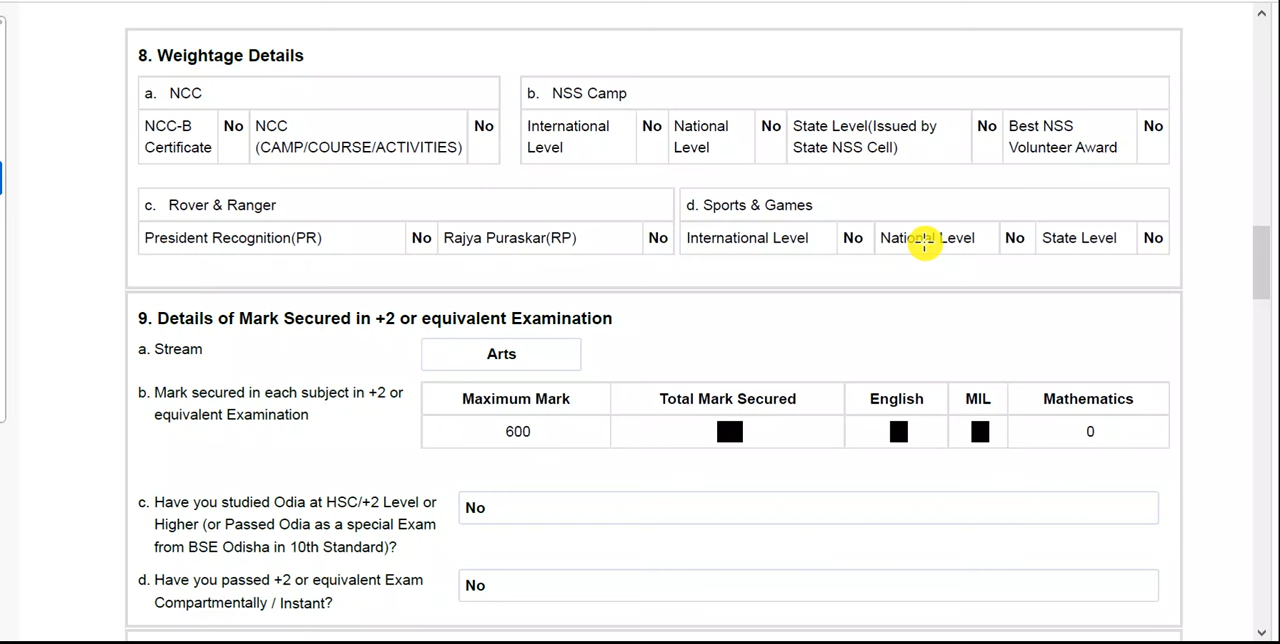 8. Weightage Details
a. NCC
b. NSS Camp
NCC-B Certificate No NCC (CAMP/COURSE/ACTIVITIES) No International Level No National Level No State Level(Issued by State NSS Cell) No Best NSS Volunteer Award No
c. Rover & Ranger
d. Sports & Games
President Recognition(PR) No Rajya Puraskar(RP) No International Level No National Level No State Level No
9. Details of Mark Secured in +2 or equivalent Examination
a. Stream
Arts
b. Mark secured in each subject in +2 or
equivalent Examination
Maximum Mark Total Mark Secured English MIL Mathematics
600 0
c. Have you studied Odia at HSC/+2 Level or
Higher (or Passed Odia as a special Exam
from BSE Odisha in 10th Standard)?
No
d. Have you passed +2 or equivalent Exam
Compartmentally / Instant?
No